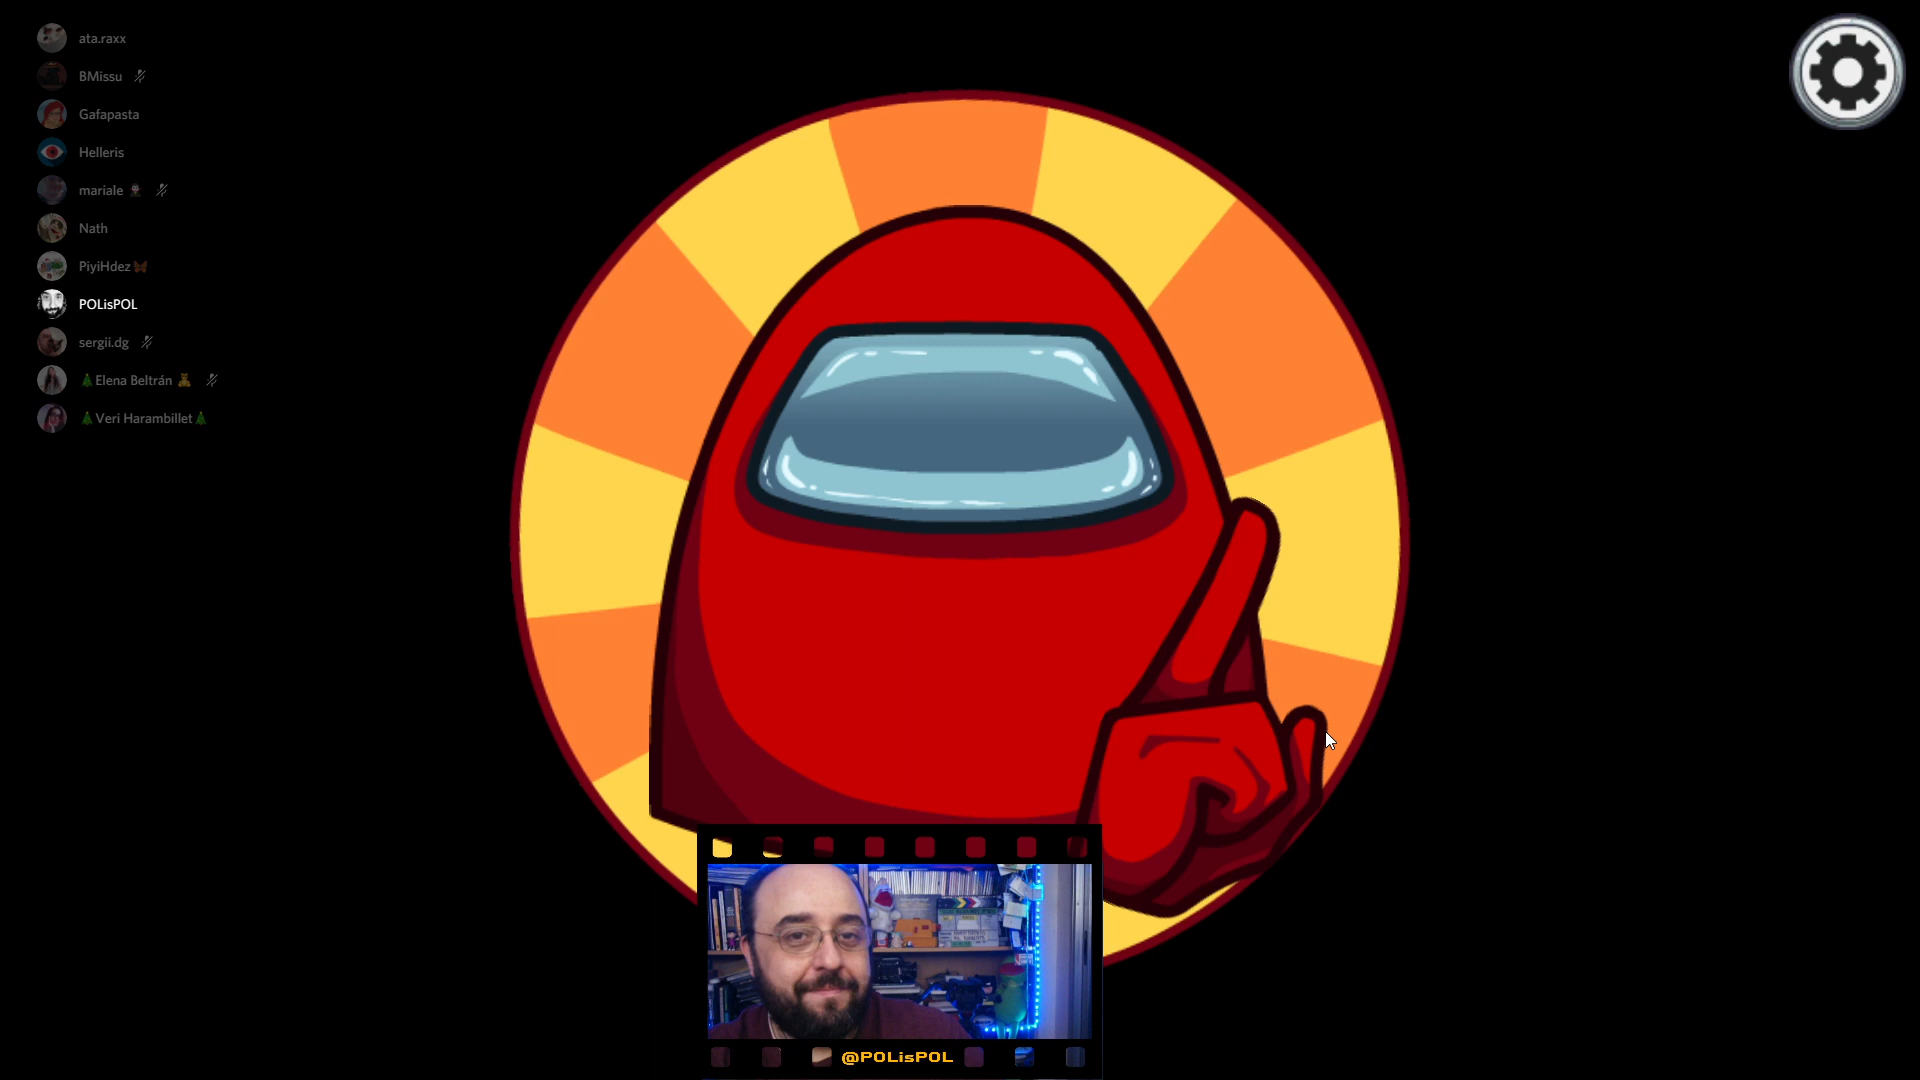 ata.raxx
BMissu
Gafapasta
Helleris
mariale
Nath
PiyiHdez
POLisPOL
sergii.dg
Elena Beltrán
Veri Harambillet
@POLisPOL